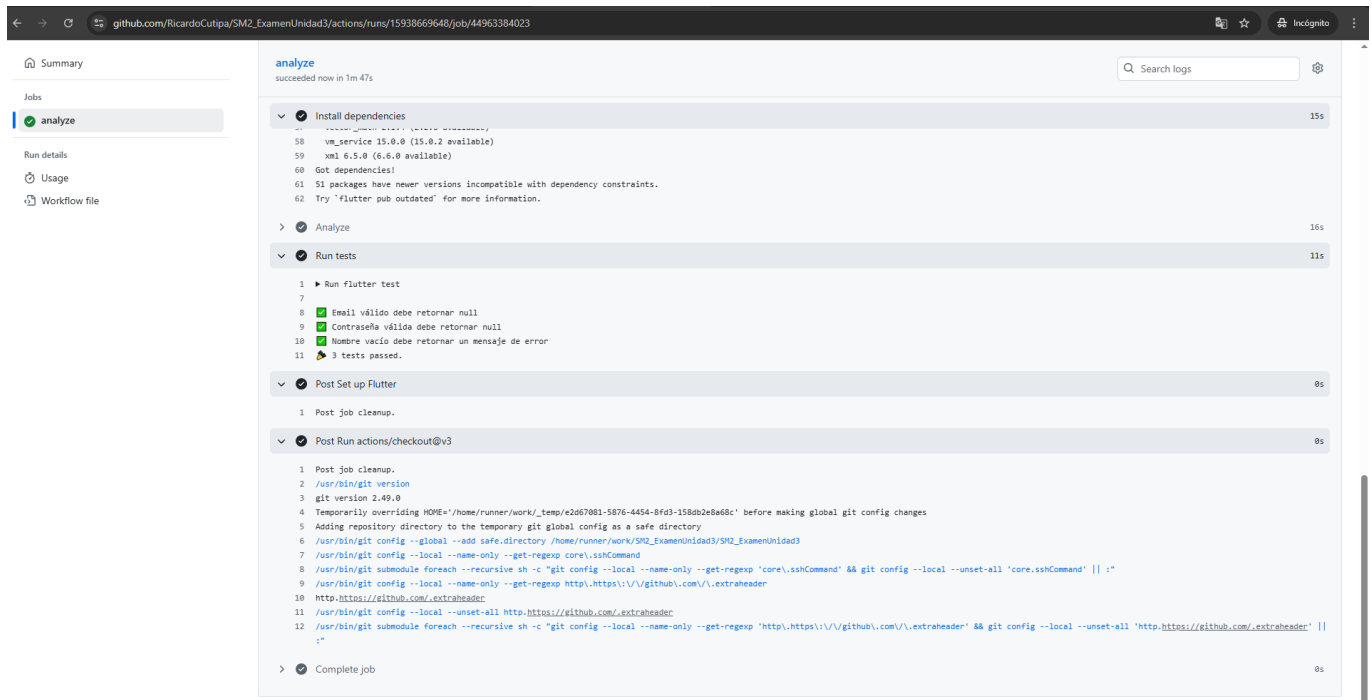 github.com/RicardoCutipa/SM2_ExamenUnidad3/actions/runs/15938669648/job/44963384023
Incógnito
Summary
Jobs
analyze
Run details
Usage
Workflow file
analyze
succeeded now in 1m 47s
Search logs
Install dependencies 15s
58 vm_service 15.0.0 (15.0.2 available)
59 xml 6.5.0 (6.6.0 available)
60 Got dependencies!
61 51 packages have newer versions incompatible with dependency constraints.
62 Try `flutter pub outdated` for more information.
Analyze 16s
Run tests 11s
1 ▶ Run flutter test
7
8 ✅ Email válido debe retornar null
9 ✅ Contraseña válida debe retornar null
10 ✅ Nombre vacío debe retornar un mensaje de error
11 🎉 3 tests passed.
Post Set up Flutter 0s
1 Post job cleanup.
Post Run actions/checkout@v3 0s
1 Post job cleanup.
2 /usr/bin/git version
3 git version 2.49.0
4 Temporarily overriding HOME='/home/runner/work/_temp/e2d67081-5876-4454-8fd3-158db2e8a68c' before making global git config changes
5 Adding repository directory to the temporary git global config as a safe directory
6 /usr/bin/git config --global --add safe.directory /home/runner/work/SM2_ExamenUnidad3/SM2_ExamenUnidad3
7 /usr/bin/git config --local --name-only --get-regexp core\.sshCommand
8 /usr/bin/git submodule foreach --recursive sh -c "git config --local --name-only --get-regexp 'core\.sshCommand' && git config --local --unset-all 'core.sshCommand' || :"
9 /usr/bin/git config --local --name-only --get-regexp http\.https\:\/\/github\.com\/\.extraheader
10 http.https://github.com/.extraheader
11 /usr/bin/git config --local --unset-all http.https://github.com/.extraheader
12 /usr/bin/git submodule foreach --recursive sh -c "git config --local --name-only --get-regexp 'http\.https\:\/\/github\.com\/\.extraheader' && git config --local --unset-all 'http.https://github.com/.extraheader' ||
:"
Complete job 0s